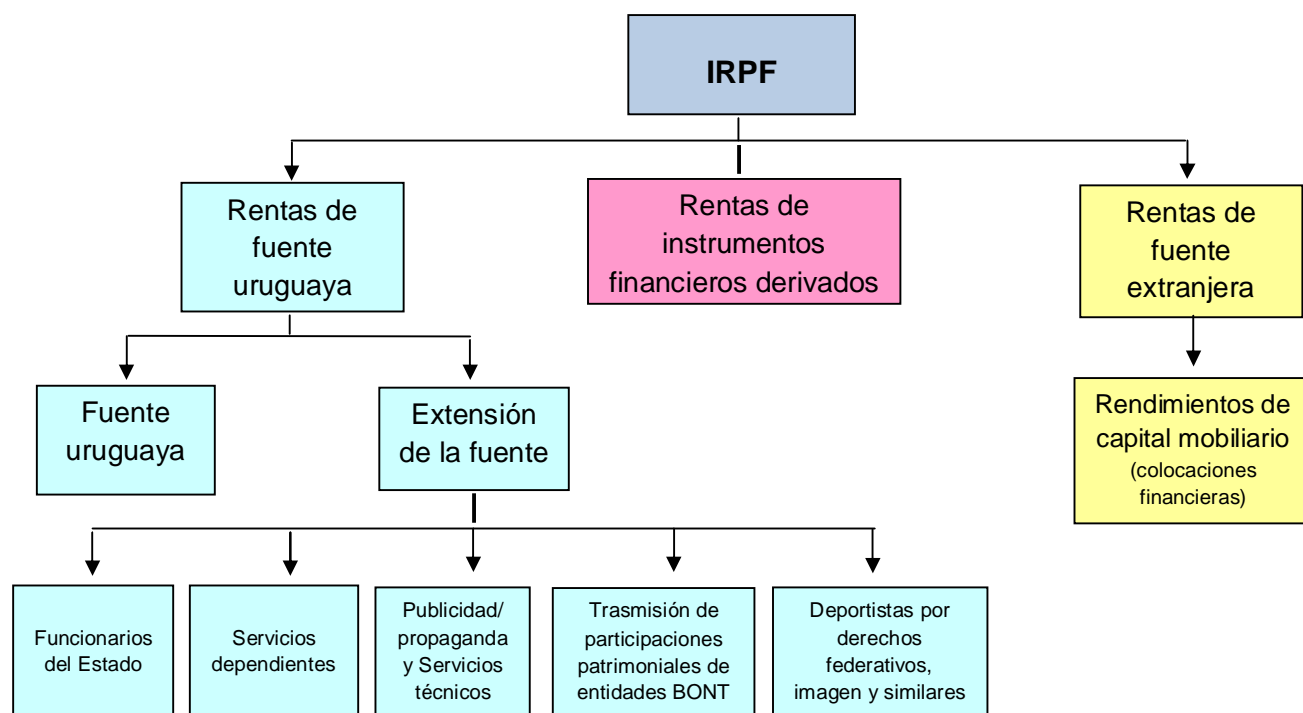 IRPF
Rentas de
fuente
uruguaya
Rentas de
instrumentos
financieros derivados
Rentas de
fuente
extranjera
Fuente
uruguaya
Extensión
de la fuente
Rendimientos de
capital mobiliario
(colocaciones
financieras)
Funcionarios
del Estado
Servicios
dependientes
Publicidad/
propaganda
y Servicios
técnicos
Trasmisión de
participaciones
patrimoniales de
entidades BONT
Deportistas por
derechos
federativos,
imagen y similares